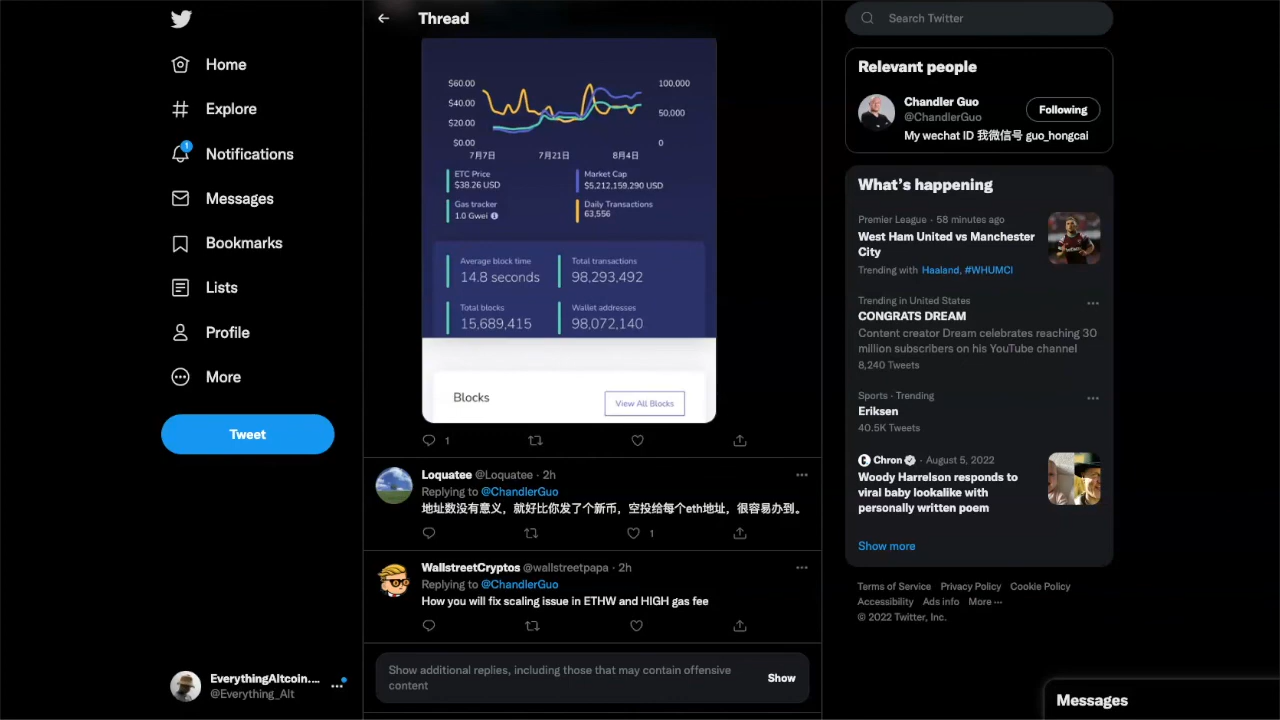 Home
Explore
1
Notifications
Messages
Bookmarks
Lists
Profile
More
Tweet
EverythingAltcoin....
@Everything_Alt
Thread
$60.00
$40.00
$20.00
$0.00
100,000
50,000
0
7月7日
7月21日
8月4日
ETC Price
$38.26 USD
Market Cap
$5,212,159,290 USD
Gas tracker
1.0 Gwei
Daily Transactions
63,556
Average block time
14.8 seconds
Total transactions
98,293,492
Total blocks
15,689,415
Wallet addresses
98,072,140
Blocks
View All Blocks
1
Loquatee @Loquatee · 2h
Replying to @ChandlerGuo
地址数没有意义，就好比你发了个新币，空投给每个eth地址，很容易办到。
1
WallstreetCryptos @wallstreetpapa · 2h
Replying to @ChandlerGuo
How you will fix scaling issue in ETHW and HIGH gas fee
Show additional replies, including those that may contain offensive
content
Show
Search Twitter
Relevant people
Chandler Guo
@ChandlerGuo
Following
My wechat ID 我微信号 guo_hongcai
What's happening
Premier League · 58 minutes ago
West Ham United vs Manchester
City
Trending with Haaland, #WHUMCI
Trending in United States
CONGRATS DREAM
Content creator Dream celebrates reaching 30
million subscribers on his YouTube channel
8,240 Tweets
Sports · Trending
Eriksen
40.5K Tweets
Chron · August 5, 2022
Woody Harrelson responds to
viral baby lookalike with
personally written poem
Show more
Terms of Service Privacy Policy Cookie Policy
Accessibility Ads info More ···
© 2022 Twitter, Inc.
Messages